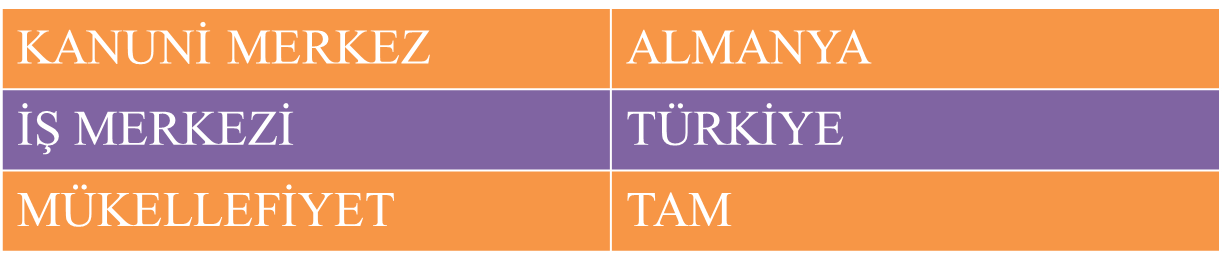 KANUNİ MERKEZ ALMANYA
İŞ MERKEZİ TÜRKİYE
MÜKELLEFİYET TAM